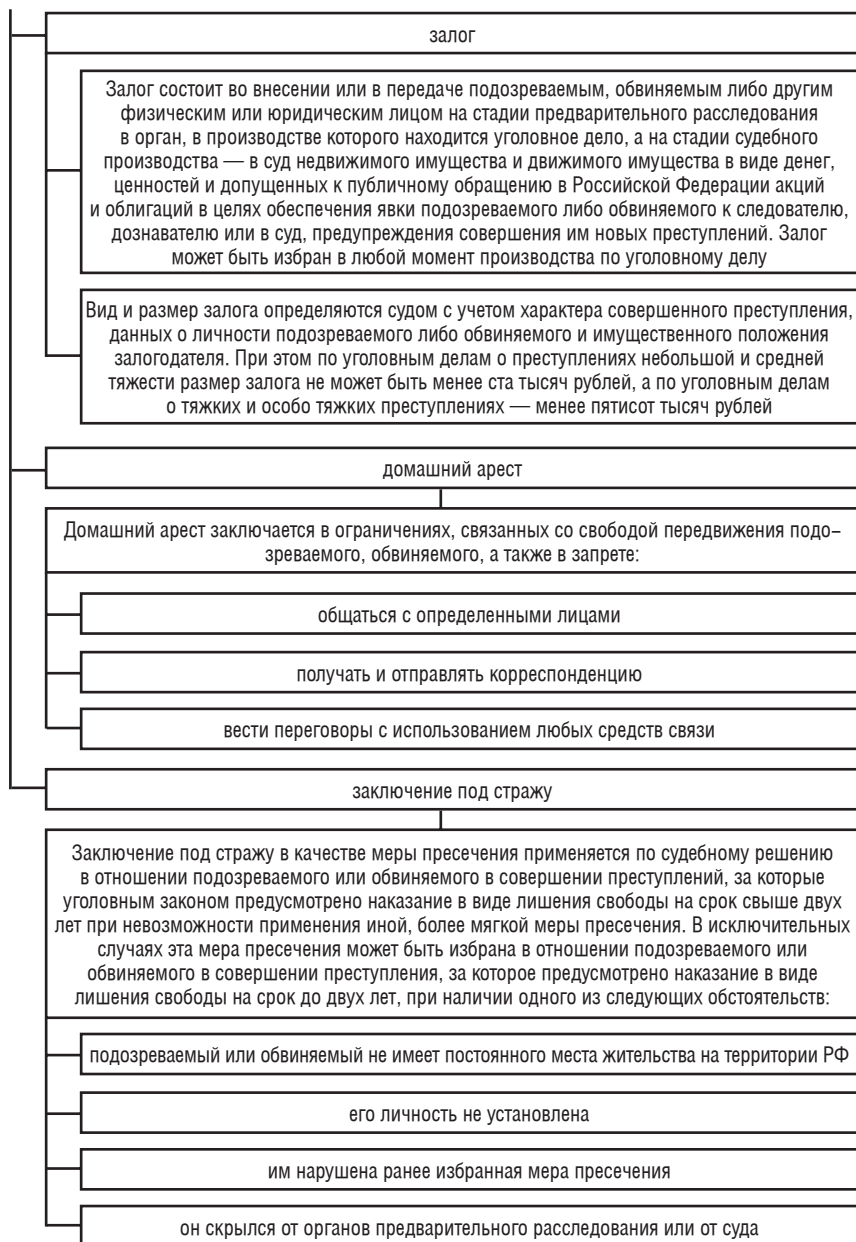 залог
Залог состоит во внесении или в передаче подозреваемым, обвиняемым либо другим
физическим или юридическим лицом на стадии предварительного расследования
в орган, в производстве которого находится уголовное дело, а на стадии судебного
производства — в суд недвижимого имущества и движимого имущества в виде денег,
ценностей и допущенных к публичному обращению в Российской Федерации акций
и облигаций в целях обеспечения явки подозреваемого либо обвиняемого к следователю,
дознавателю или в суд, предупреждения совершения им новых преступлений. Залог
может быть избран в любой момент производства по уголовному делу
Вид и размер залога определяются судом с учетом характера совершенного преступления,
данных о личности подозреваемого либо обвиняемого и имущественного положения
залогодателя. При этом по уголовным делам о преступлениях небольшой и средней
тяжести размер залога не может быть менее ста тысяч рублей, а по уголовным делам
о тяжких и особо тяжких преступлениях — менее пятисот тысяч рублей
домашний арест
Домашний арест заключается в ограничениях, связанных со свободой передвижения подо-
зреваемого, обвиняемого, а также в запрете:
общаться с определенными лицами
получать и отправлять корреспонденцию
вести переговоры с использованием любых средств связи
заключение под стражу
Заключение под стражу в качестве меры пресечения применяется по судебному решению
в отношении подозреваемого или обвиняемого в совершении преступлений, за которые
уголовным законом предусмотрено наказание в виде лишения свободы на срок свыше двух
лет при невозможности применения иной, более мягкой меры пресечения. В исключительных
случаях эта мера пресечения может быть избрана в отношении подозреваемого или
обвиняемого в совершении преступления, за которое предусмотрено наказание в виде
лишения свободы на срок до двух лет, при наличии одного из следующих обстоятельств:
подозреваемый или обвиняемый не имеет постоянного места жительства на территории РФ
его личность не установлена
им нарушена ранее избранная мера пресечения
он скрылся от органов предварительного расследования или от суда